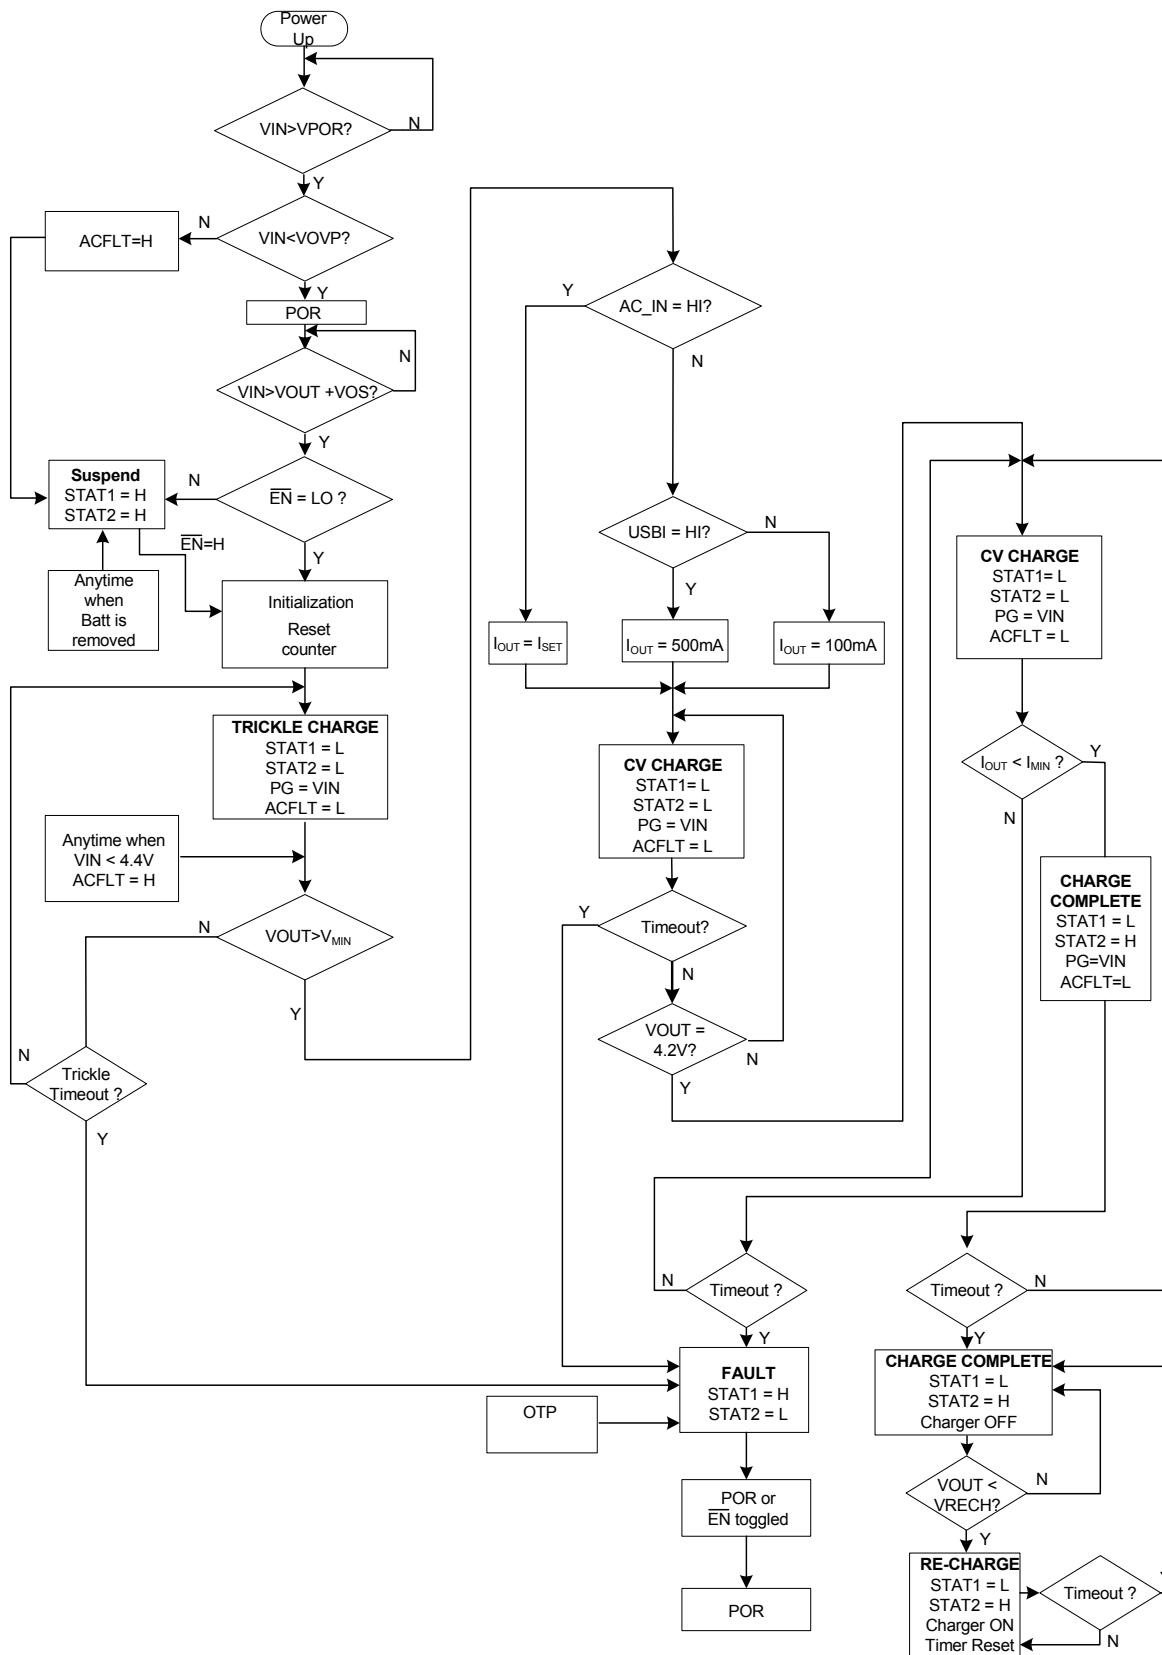 Power
Up
VIN>VPOR?
N
Y
VIN<VOVP?
N
ACFLT=H
Y
POR
N
VIN>VOUT +VOS?
Y
EN = LO ?
N
Suspend
STAT1 = H
STAT2 = H
EN=H
Y
Anytime
when
Batt is
removed
Initialization
Reset
counter
TRICKLE CHARGE
STAT1 = L
STAT2 = L
PG = VIN
ACFLT = L
Anytime when
VIN < 4.4V
ACFLT = H
VOUT>VMIN
N
Y
N
Trickle
Timeout ?
Y
AC_IN = HI?
Y
N
USBI = HI?
N
Y
IOUT = ISET
IOUT = 500mA
IOUT = 100mA
CV CHARGE
STAT1= L
STAT2 = L
PG = VIN
ACFLT = L
Y
Timeout?
N
VOUT =
4.2V?
N
Y
CV CHARGE
STAT1= L
STAT2 = L
PG = VIN
ACFLT = L
IOUT < IMIN ?
Y
N
CHARGE
COMPLETE
STAT1 = L
STAT2 = H
PG=VIN
ACFLT=L
N
Timeout ?
Y
Timeout ?
N
Y
FAULT
STAT1 = H
STAT2 = L
OTP
POR or
EN toggled
POR
CHARGE COMPLETE
STAT1 = L
STAT2 = H
Charger OFF
VOUT <
VRECH?
N
Y
RE-CHARGE
STAT1 = L
STAT2 = H
Charger ON
Timer Reset
Timeout ?
N